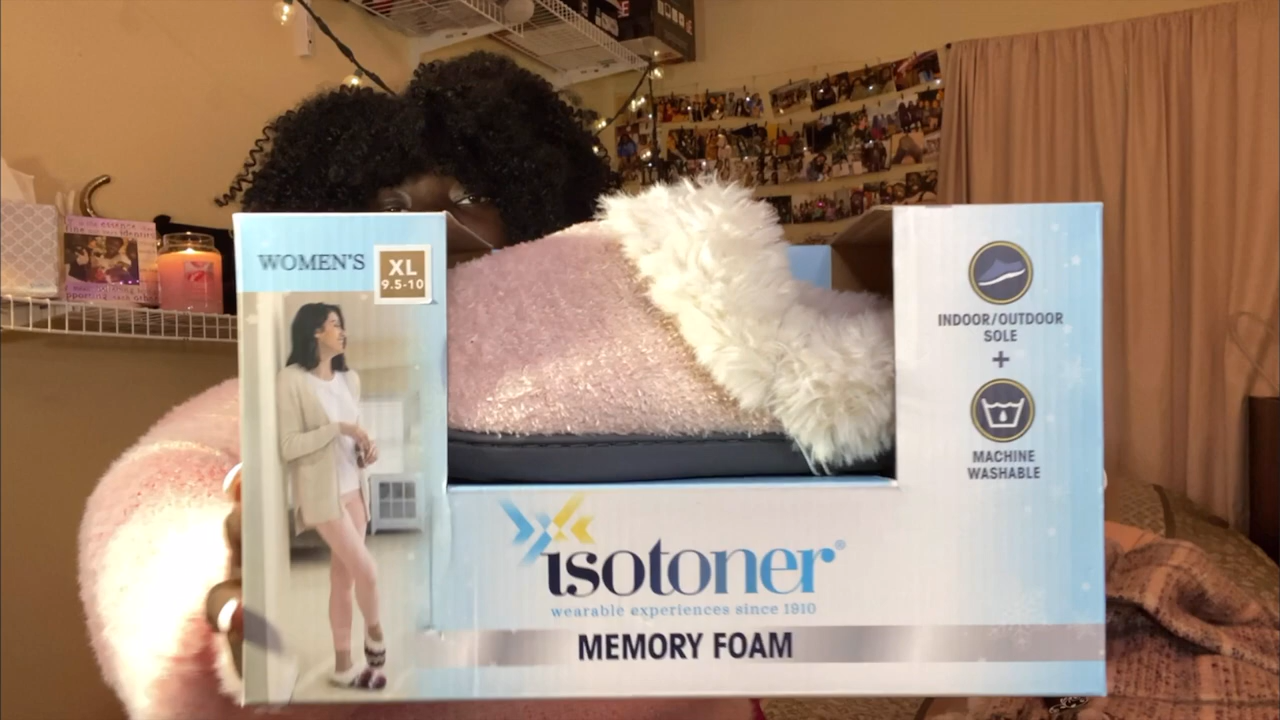 WOMEN'S
XL
9.5-10
INDOOR/OUTDOOR
SOLE
+
MACHINE
WASHABLE
isotoner®
wearable experiences since 1910
MEMORY FOAM